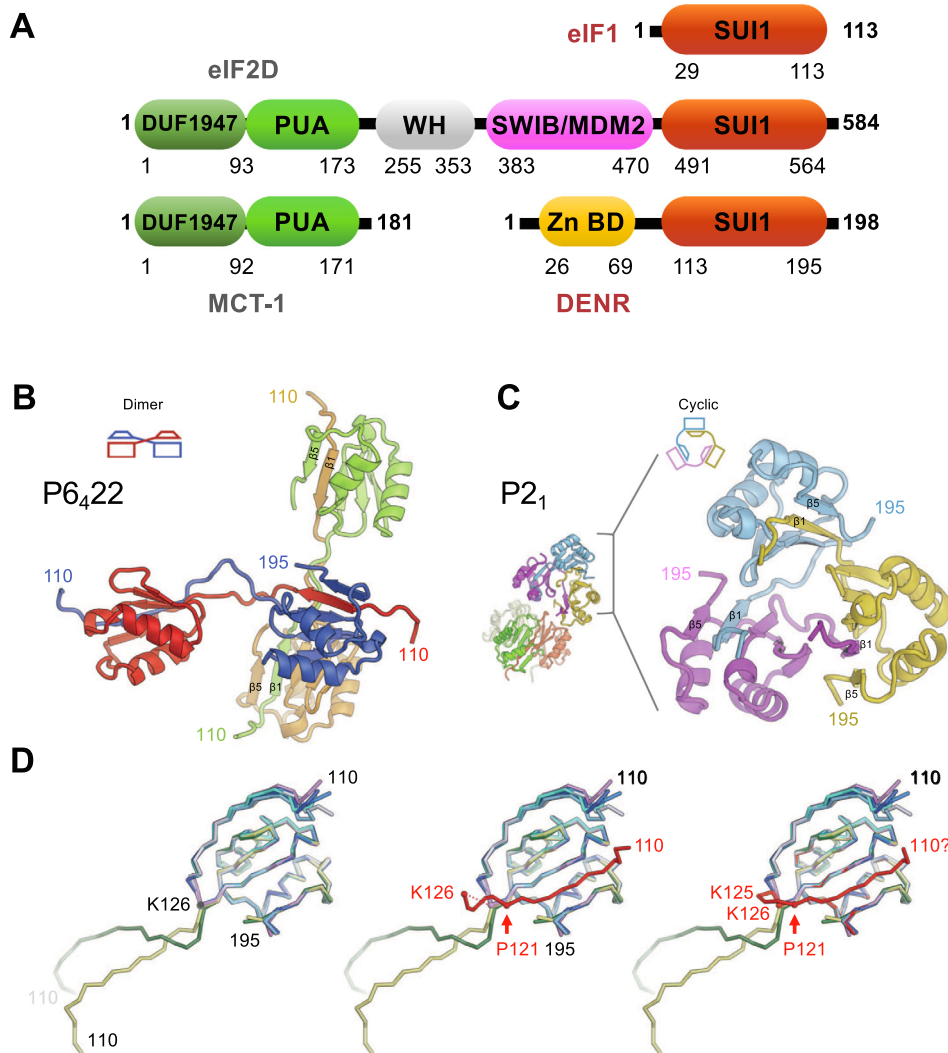 A
eIF1 1 SUI1 113
29 113
eIF2D
1 DUF1947 PUA WH SWIB/MDM2 SUI1 584
1 93 173 255 353 383 470 491 564
1 DUF1947 PUA 181 1 Zn BD SUI1 198
1 92 171 26 69 113 195
MCT-1 DENR
B
Dimer
P6₄22
110
β5 β1
110
195
110
β5 β1
110
C
Cyclic
P2₁
β5
195
β1
195
β5 β1
β1
β5
195
D
110
K126
195
110
110
110
110
K126
P121 195
110
110?
K125
K126
P121